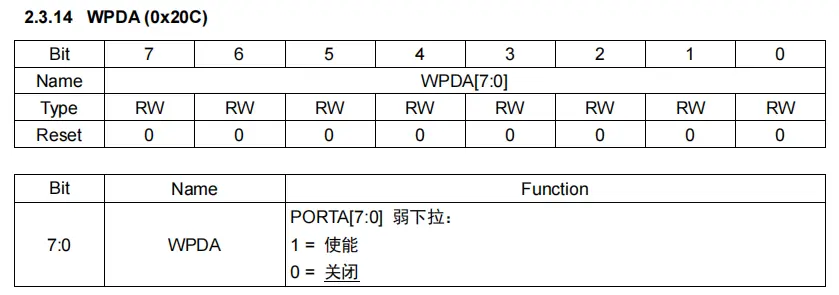 2.3.14 WPDA (0x20C)
Bit 7 6 5 4 3 2 1 0
Name WPDA[7:0]
Type RW RW RW RW RW RW RW RW
Reset 0 0 0 0 0 0 0 0
Bit Name Function
7:0 WPDA PORTA[7:0] 弱下拉：
1 = 使能
0 = 关闭